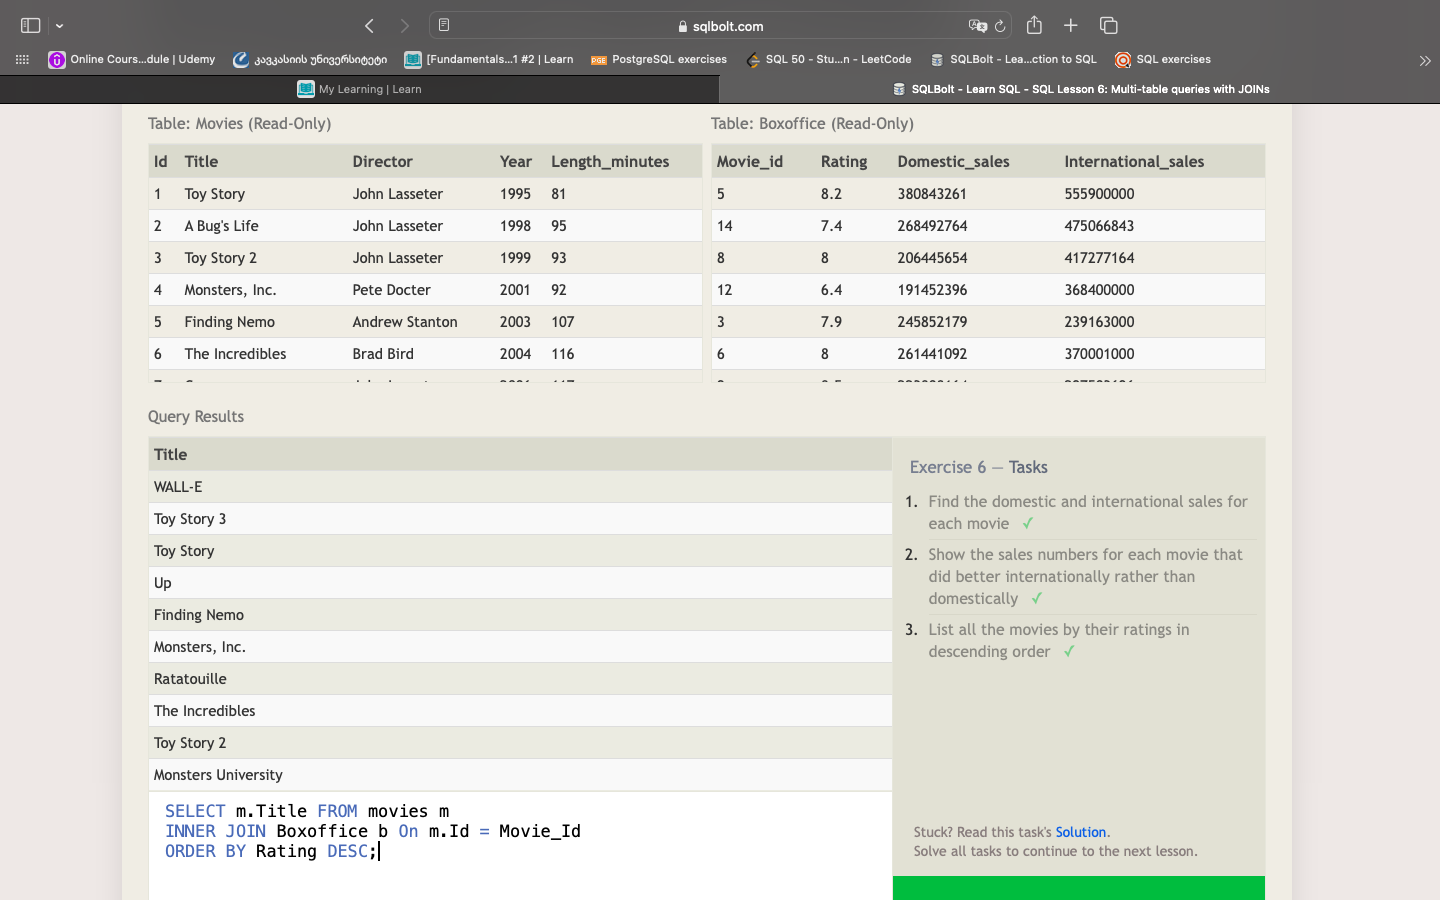 sqlbolt.com
Online Cours...dule | Udemy
კავკასიის უნივერსიტეტი
[Fundamentals...1 #2 | Learn
PGE PostgreSQL exercises
SQL 50 - Stu...n - LeetCode
SQLBolt - Lea...ction to SQL
SQL exercises
My Learning | Learn
SQLBolt - Learn SQL - SQL Lesson 6: Multi-table queries with JOINs
Table: Movies (Read-Only)
Id Title Director Year Length_minutes
1 Toy Story John Lasseter 1995 81
2 A Bug's Life John Lasseter 1998 95
3 Toy Story 2 John Lasseter 1999 93
4 Monsters, Inc. Pete Docter 2001 92
5 Finding Nemo Andrew Stanton 2003 107
6 The Incredibles Brad Bird 2004 116
Table: Boxoffice (Read-Only)
Movie_id Rating Domestic_sales International_sales
5 8.2 380843261 555900000
14 7.4 268492764 475066843
8 8 206445654 417277164
12 6.4 191452396 368400000
3 7.9 245852179 239163000
6 8 261441092 370001000
Query Results
Title
WALL-E
Toy Story 3
Toy Story
Up
Finding Nemo
Monsters, Inc.
Ratatouille
The Incredibles
Toy Story 2
Monsters University
SELECT m.Title FROM movies m
INNER JOIN Boxoffice b On m.Id = Movie_Id
ORDER BY Rating DESC;
Exercise 6 — Tasks
1. Find the domestic and international sales for
each movie ✓
2. Show the sales numbers for each movie that
did better internationally rather than
domestically ✓
3. List all the movies by their ratings in
descending order ✓
Stuck? Read this task's Solution.
Solve all tasks to continue to the next lesson.